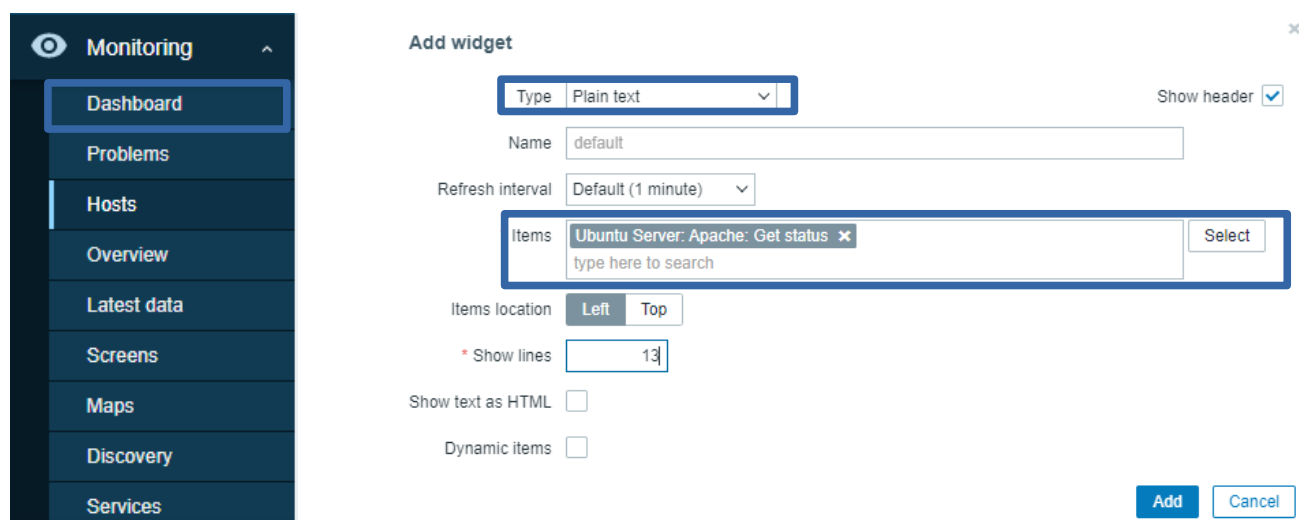 Monitoring
Dashboard
Problems
Hosts
Overview
Latest data
Screens
Maps
Discovery
Services
Add widget
Type Plain text Show header
Name default
Refresh interval Default (1 minute)
Items Ubuntu Server: Apache: Get status Select
type here to search
Items location Left Top
* Show lines 13
Show text as HTML
Dynamic items
Add Cancel